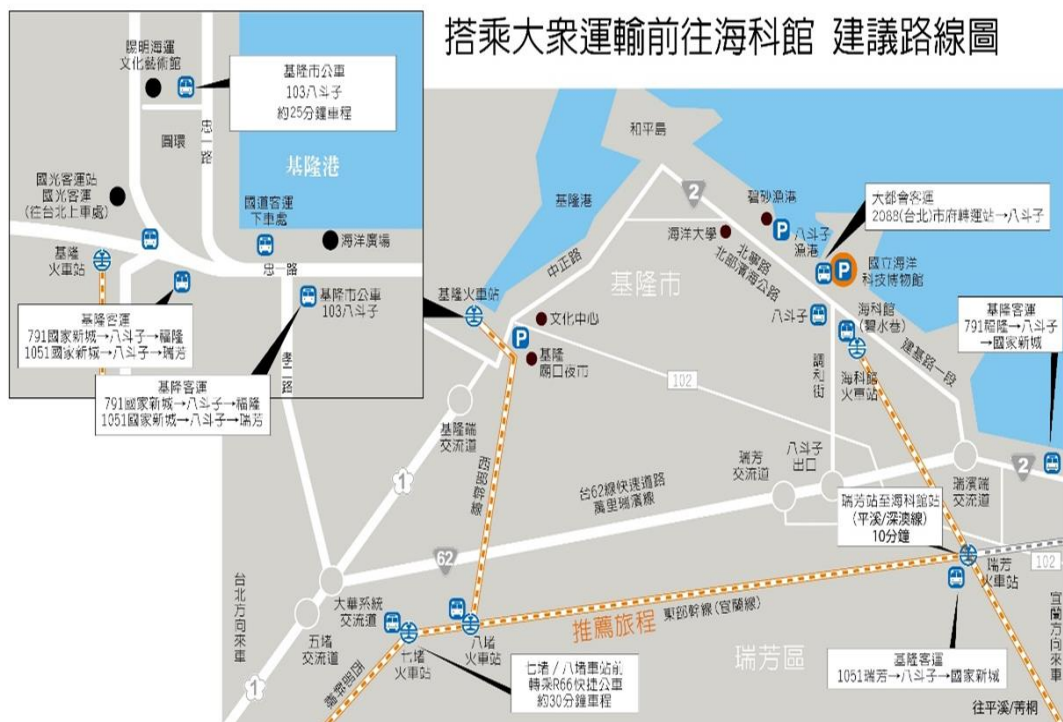 搭乘大衆運輸前往海科館 建議路線圖
陽明海運
文化藝術館
基隆市公車
103八斗子
約25分鐘車程
圓環
忠一路
基隆港
國光客運站
國光客運
(往台北上車處)
國道客運
下車處
海洋廣場
基隆
火車站
忠一路
基隆市公車
103八斗子
孝二路
基隆客運
791國家新城→八斗子→福隆
1051國家新城→八斗子→瑞芳
基隆客運
791國家新城→八斗子→福隆
1051國家新城→八斗子→瑞芳
和平島
基隆港
2
碧砂漁港
八斗子
漁港
大都會客運
2088(台北)市府轉運站→八斗子
海洋大學
北寧路
北部濱海公路
國立海洋
科技博物館
中正路
基隆市
基隆火車站
文化中心
基隆
廟口夜市
八斗子
海科館
(碧水巷)
海科館
火車站
調和街
建基路一段
基隆客運
791福隆→八斗子
→國家新城
102
基隆端
交流道
1
西部幹線
台62線快速道路
萬里瑞濱線
瑞芳
交流道
八斗子
出口
瑞濱端
交流道
2
瑞芳站至海科館站
(平溪/深澳線)
10分鐘
62
102
瑞芳
火車站
台北方向來車
大華系統
交流道
五堵
交流道
1
西部幹線
七堵
火車站
八堵
火車站
推薦旅程
東部幹線(宜蘭線)
七堵/八堵車站前
轉乘R66快捷公車
約30分鐘車程
瑞芳區
基隆客運
1051瑞芳→八斗子→國家新城
宜蘭方向來車
往平溪/菁桐